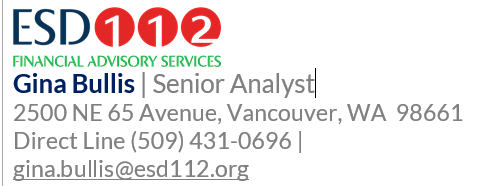 ESD112
FINANCIAL ADVISORY SERVICES
Gina Bullis | Senior Analyst
2500 NE 65 Avenue, Vancouver, WA  98661
Direct Line (509) 431-0696 |
gina.bullis@esd112.org